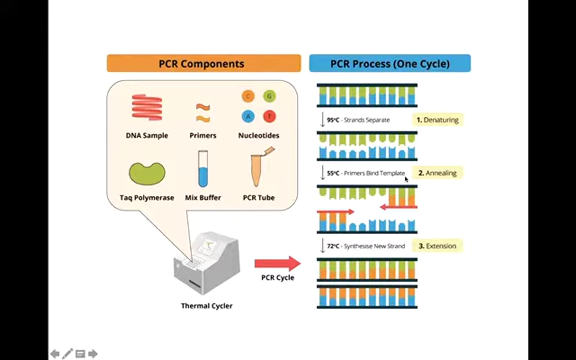 PCR Components
PCR Process (One Cycle)
C
G
A
T
DNA Sample
Primers
Nucleotides
Taq Polymerase
Mix Buffer
PCR Tube
Thermal Cycler
PCR Cycle
95°C - Strands Separate
1. Denaturing
55°C - Primers Bind Template
2. Annealing
72°C - Synthesise New Strand
3. Extension